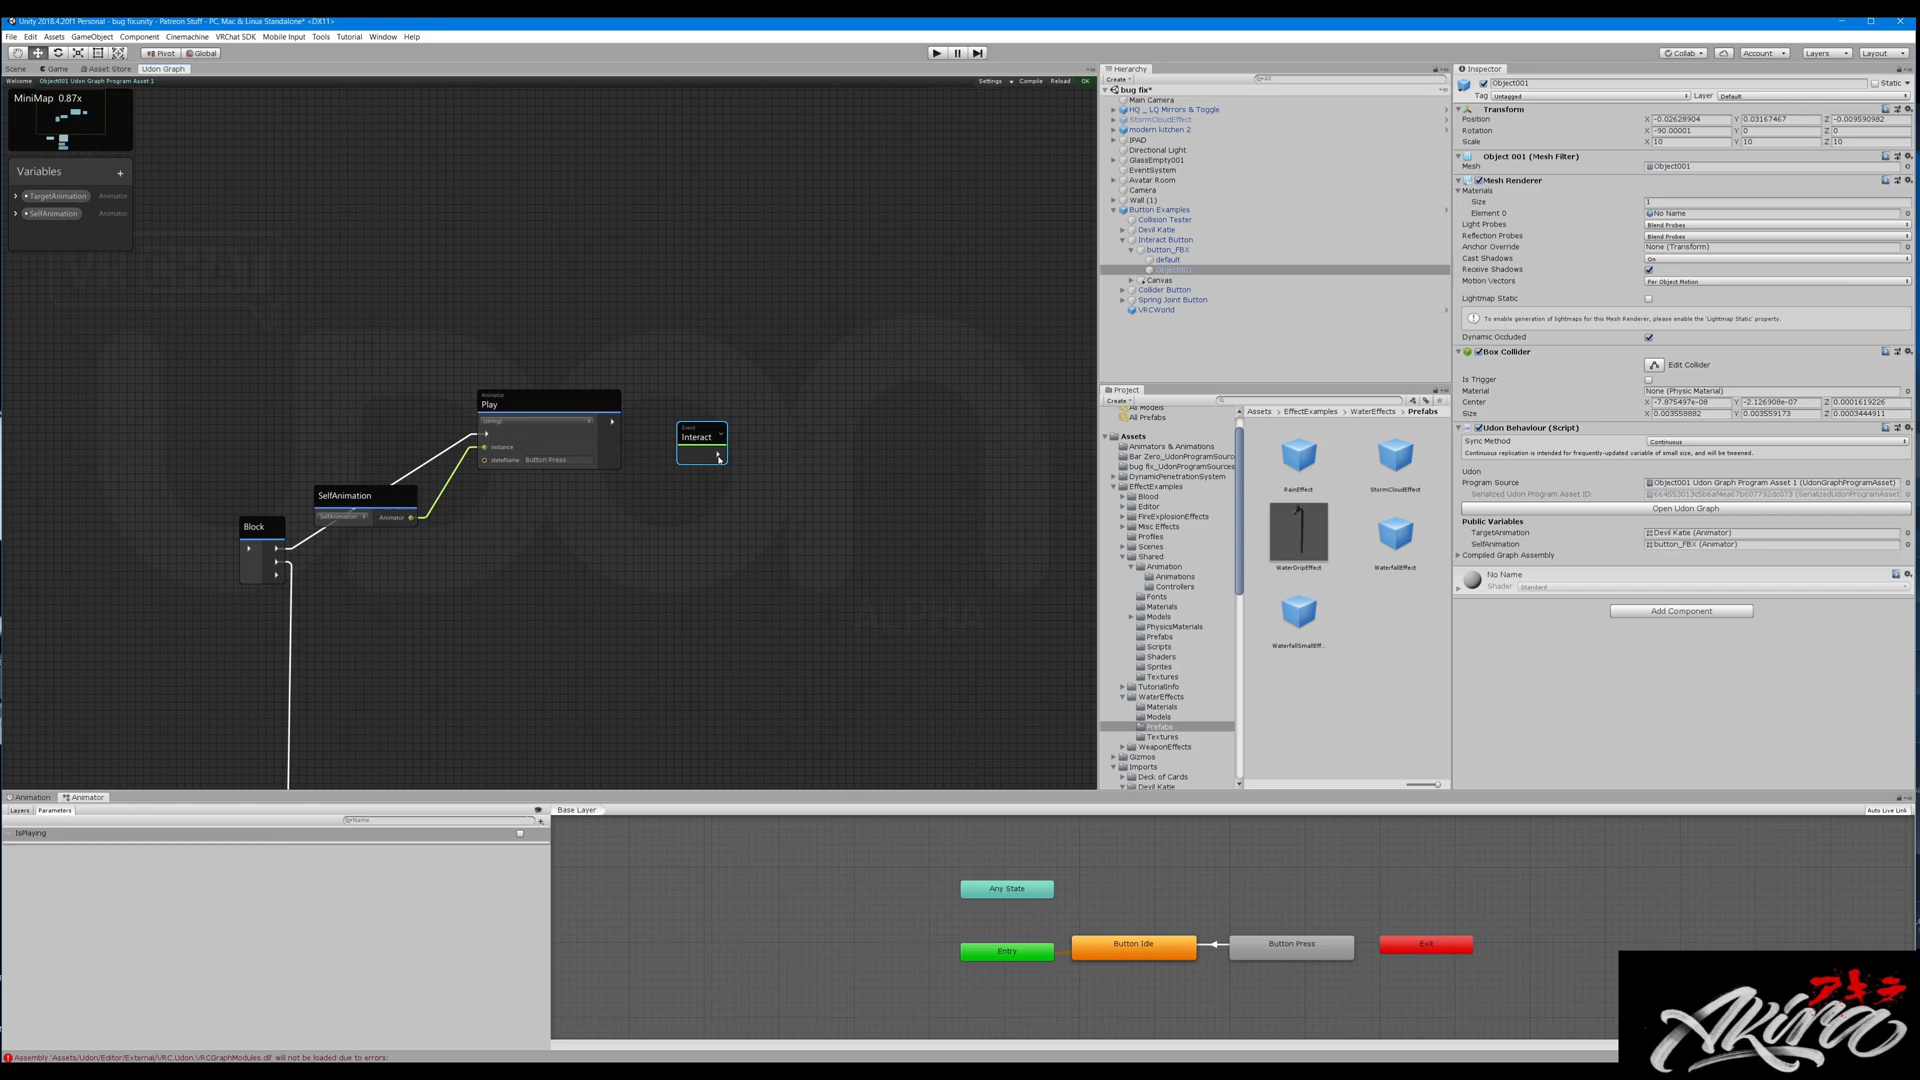 Unity 2018.4.20f1 Personal - bug fix.unity - Patreon Stuff - PC, Mac & Linux Standalone* <DX11>
File Edit Assets GameObject Component Cinemachine VRChat SDK Mobile Input Tools Tutorial Window Help
Pivot Global
Collab Account Layers Layout
Scene Game Asset Store Udon Graph
Welcome Object001 Udon Graph Program Asset 1
Settings Compile Reload OK
MiniMap 0.87x
Variables +
TargetAnimation Animator
SelfAnimation Animator
Animator
Play
(string)
instance
stateName Button Press
Event
Interact
SelfAnimation
SelfAnimation Animator
Block
Hierarchy
Create All
bug fix*
Main Camera
HQ _ LQ Mirrors & Toggle
StormCloudEffect
modern kitchen 2
IPAD
Directional Light
GlassEmpty001
EventSystem
Avatar Room
Camera
Wall (1)
Button Examples
Collision Tester
Devil Katie
Interact Button
button_FBX
default
Object001
Canvas
Collider Button
Spring Joint Button
VRCWorld
Project
Create
All Models
All Prefabs
Assets
Animators & Animations
Bar Zero_UdonProgramSourc
bug fix_UdonProgramSources
DynamicPenetrationSystem
EffectExamples
Blood
Editor
FireExplosionEffects
Misc Effects
Profiles
Scenes
Shared
Animation
Animations
Controllers
Fonts
Materials
Models
PhysicsMaterials
Prefabs
Scripts
Shaders
Sprites
Textures
TutorialInfo
WaterEffects
Materials
Models
Prefabs
Textures
WeaponEffects
Gizmos
Imports
Deck of Cards
Devil Katie
Assets EffectExamples WaterEffects Prefabs
RainEffect
StormCloudEffect
WaterDripEffect
WaterfallEffect
WaterfallSmallEff...
Inspector
Object001 Static
Tag Untagged Layer Default
Transform
Position X -0.02628904 Y 0.03167467 Z -0.009590982
Rotation X -90.00001 Y 0 Z 0
Scale X 10 Y 10 Z 10
Object 001 (Mesh Filter)
Mesh Object001
Mesh Renderer
Materials
Size 1
Element 0 No Name
Light Probes Blend Probes
Reflection Probes Blend Probes
Anchor Override None (Transform)
Cast Shadows On
Receive Shadows
Motion Vectors Per Object Motion
Lightmap Static
To enable generation of lightmaps for this Mesh Renderer, please enable the 'Lightmap Static' property.
Dynamic Occluded
Box Collider
Edit Collider
Is Trigger
Material None (Physic Material)
Center X -7.875497e-08 Y -2.126908e-07 Z 0.0001619226
Size X 0.003558882 Y 0.003559173 Z 0.0003444911
Udon Behaviour (Script)
Sync Method Continuous
Continuous replication is intended for frequently-updated variable of small size, and will be tweened.
Udon
Program Source Object001 Udon Graph Program Asset 1 (UdonGraphProgramAsset)
Serialized Udon Program Asset ID:
Open Udon Graph
Public Variables
TargetAnimation Devil Katie (Animator)
SelfAnimation button_FBX (Animator)
Compiled Graph Assembly
No Name
Shader Standard
Add Component
Animation Animator
Layers Parameters
Name
IsPlaying
Base Layer
Auto Live Link
Any State
Entry
Button Idle
Button Press
Exit
Assembly 'Assets/Udon/Editor/External/VRC.Udon.VRCGraphModules.dll' will not be loaded due to errors:
アキラ
Akira